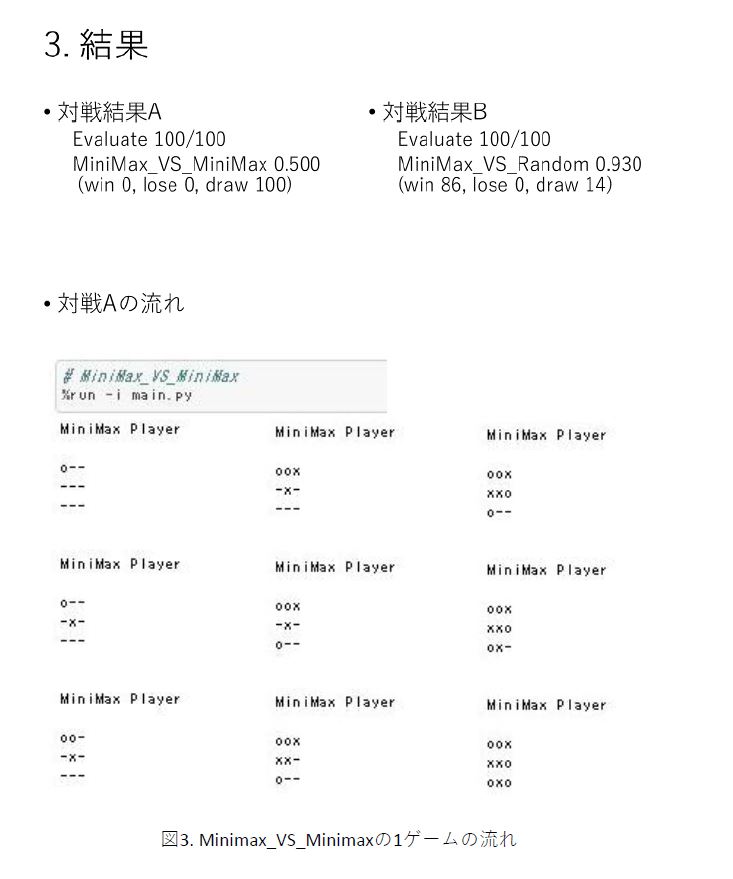 3. 結果
• 対戦結果A
Evaluate 100/100
MiniMax_VS_MiniMax 0.500
(win 0, lose 0, draw 100)
• 対戦結果B
Evaluate 100/100
MiniMax_VS_Random 0.930
(win 86, lose 0, draw 14)
• 対戦Aの流れ
# MiniMax_VS_MiniMax
%run -i main.py
MiniMax Player
o--
---
---
MiniMax Player
o--
-x-
---
MiniMax Player
oo-
-x-
---
MiniMax Player
oox
-x-
---
MiniMax Player
oox
-x-
o--
MiniMax Player
oox
xx-
o--
MiniMax Player
oox
xxo
o--
MiniMax Player
oox
xxo
ox-
MiniMax Player
oox
xxo
oxo
図3. Minimax_VS_Minimaxの1ゲームの流れ